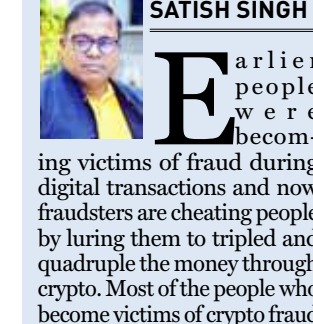 SATISH SINGH
Earlier
people
were
becom-
ing victims of fraud during
digital transactions and now
fraudsters are cheating people
by luring them to tripled and
quadruple the money through
crypto. Most of the people who
become victims of crypto fraud